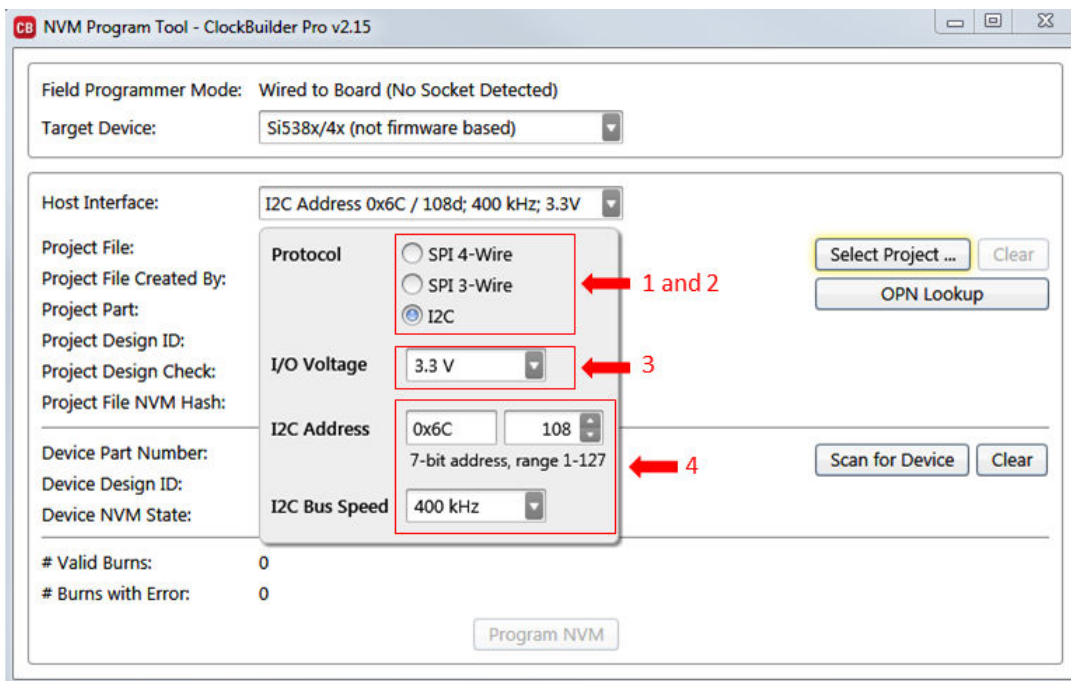 CB NVM Program Tool - ClockBuilder Pro v2.15
Field Programmer Mode: Wired to Board (No Socket Detected)
Target Device: Si538x/4x (not firmware based)
Host Interface: I2C Address 0x6C / 108d; 400 kHz; 3.3V
Project File:
Project File Created By:
Project Part:
Project Design ID:
Project Design Check:
Project File NVM Hash:
Protocol
SPI 4-Wire
SPI 3-Wire
I2C
1 and 2
I/O Voltage 3.3 V
3
I2C Address 0x6C 108
7-bit address, range 1-127
4
I2C Bus Speed 400 kHz
Select Project ... Clear
OPN Lookup
Device Part Number:
Device Design ID:
Device NVM State:
Scan for Device Clear
# Valid Burns: 0
# Burns with Error: 0
Program NVM